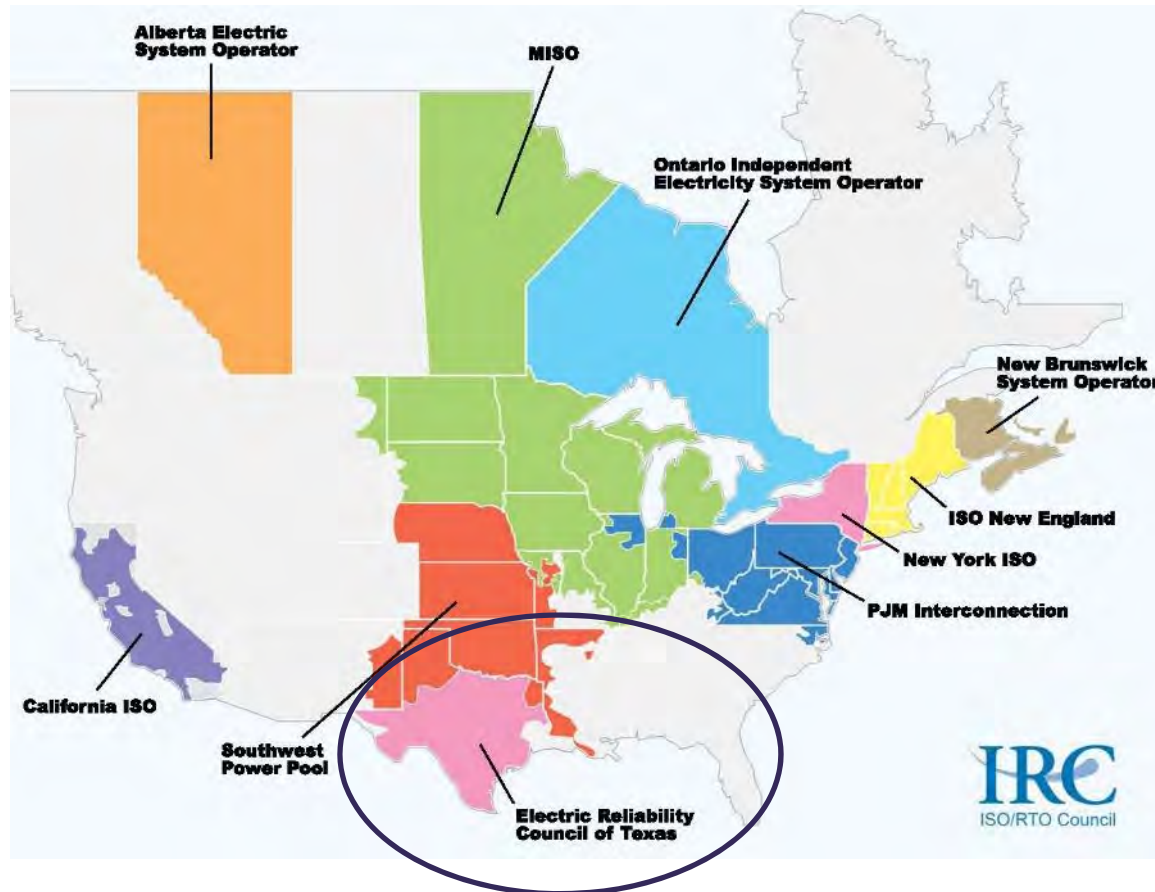 Alberta Electric
System Operator
MISO
Ontario Independent
Electricity System Operator
New Brunswick
System Operator
ISO New England
New York ISO
PJM Interconnection
California ISO
Southwest
Power Pool
Electric Reliability
Council of Texas
IRC
ISO/RTO Council